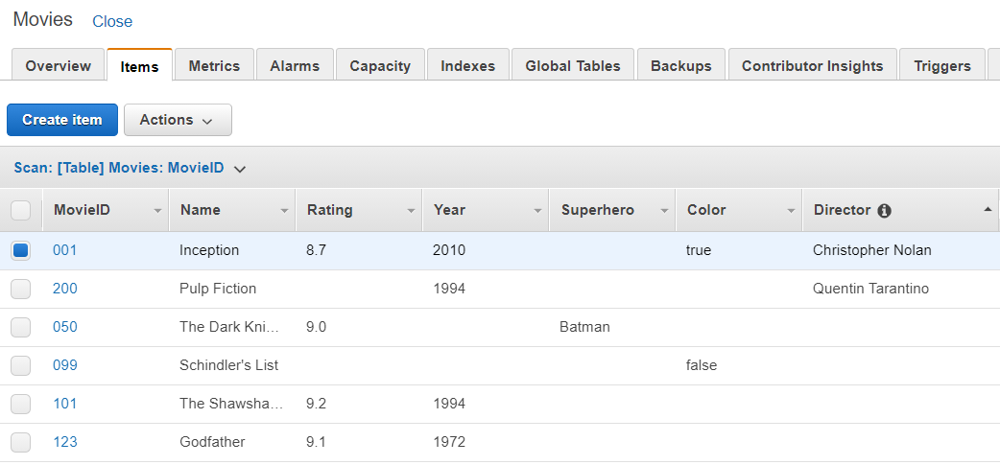 Movies Close
Overview Items Metrics Alarms Capacity Indexes Global Tables Backups Contributor Insights Triggers
Create item Actions
Scan: [Table] Movies: MovieID
MovieID Name Rating Year Superhero Color Director
001 Inception 8.7 2010 true Christopher Nolan
200 Pulp Fiction 1994 Quentin Tarantino
050 The Dark Kni... 9.0 Batman
099 Schindler's List false
101 The Shawsha... 9.2 1994
123 Godfather 9.1 1972